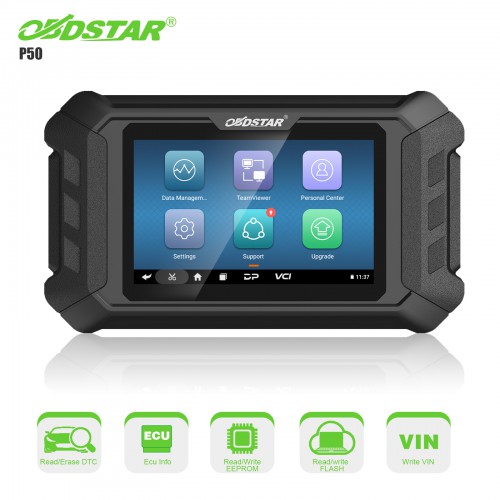 OBDSTAR®
P50
OBDSTAR®
Data Managem...
TeamViewer
Personal Center
Settings
Support
Upgrade
DP
VCI
11:37
ECU
VIN
Read/Erase DTC
Ecu Info
Read/Write
EEPROM
Read/write
FLASH
Write VIN